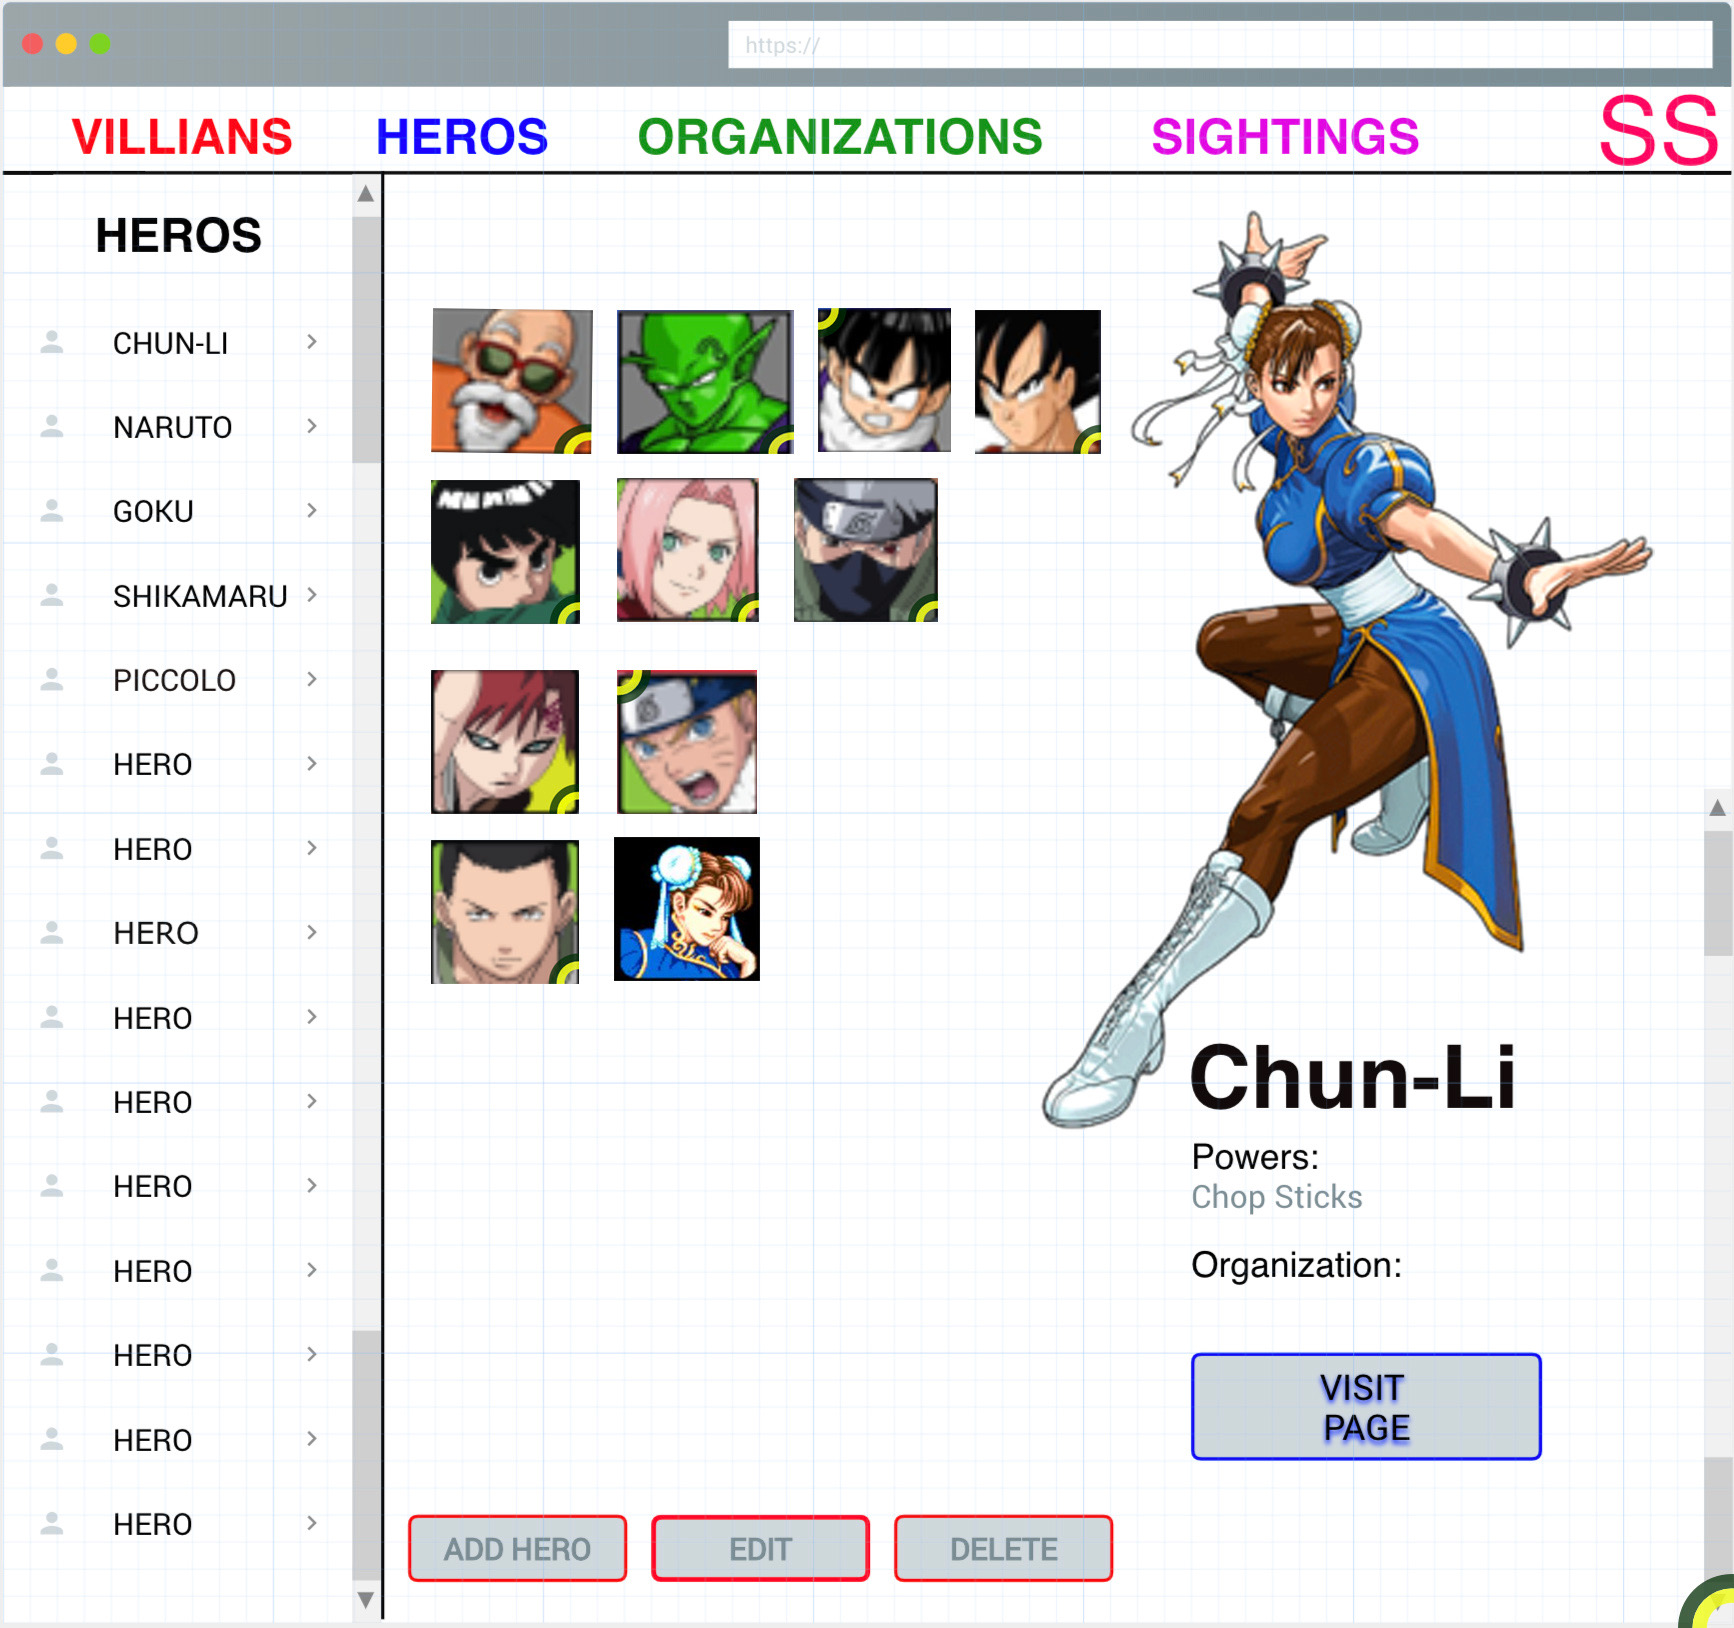 https://
VILLIANS HEROS ORGANIZATIONS SIGHTINGS SS
HEROS
CHUN-LI
NARUTO
GOKU
SHIKAMARU
PICCOLO
HERO
HERO
HERO
HERO
HERO
HERO
HERO
HERO
HERO
HERO
Chun-Li
Powers:
Chop Sticks
Organization:
VISIT
PAGE
ADD HERO EDIT DELETE